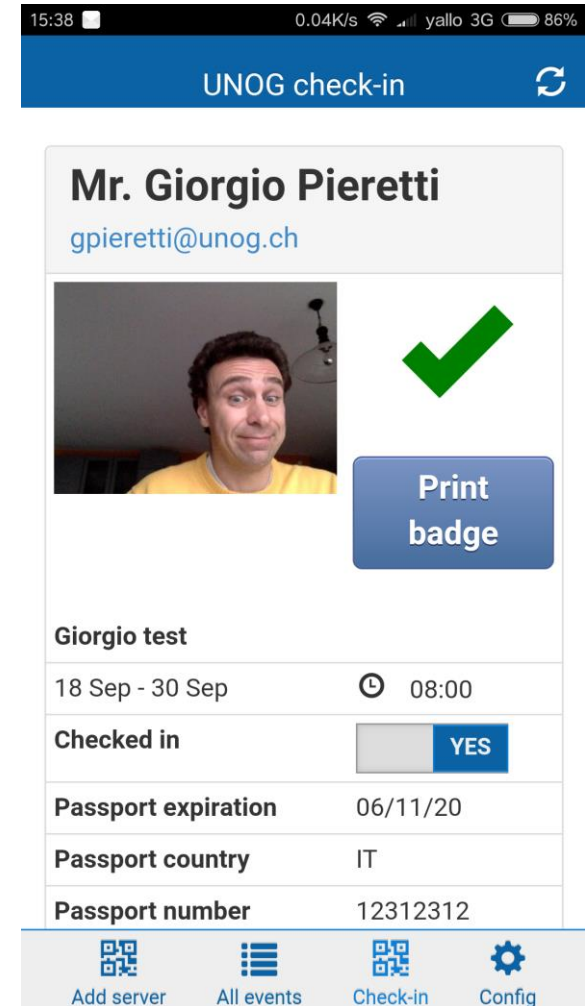 15:38 0.04K/s yallo 3G 86%
UNOG check-in
Mr. Giorgio Pieretti
gpieretti@unog.ch
Print
badge
Giorgio test
18 Sep - 30 Sep 08:00
Checked in YES
Passport expiration 06/11/20
Passport country IT
Passport number 12312312
Add server All events Check-in Config